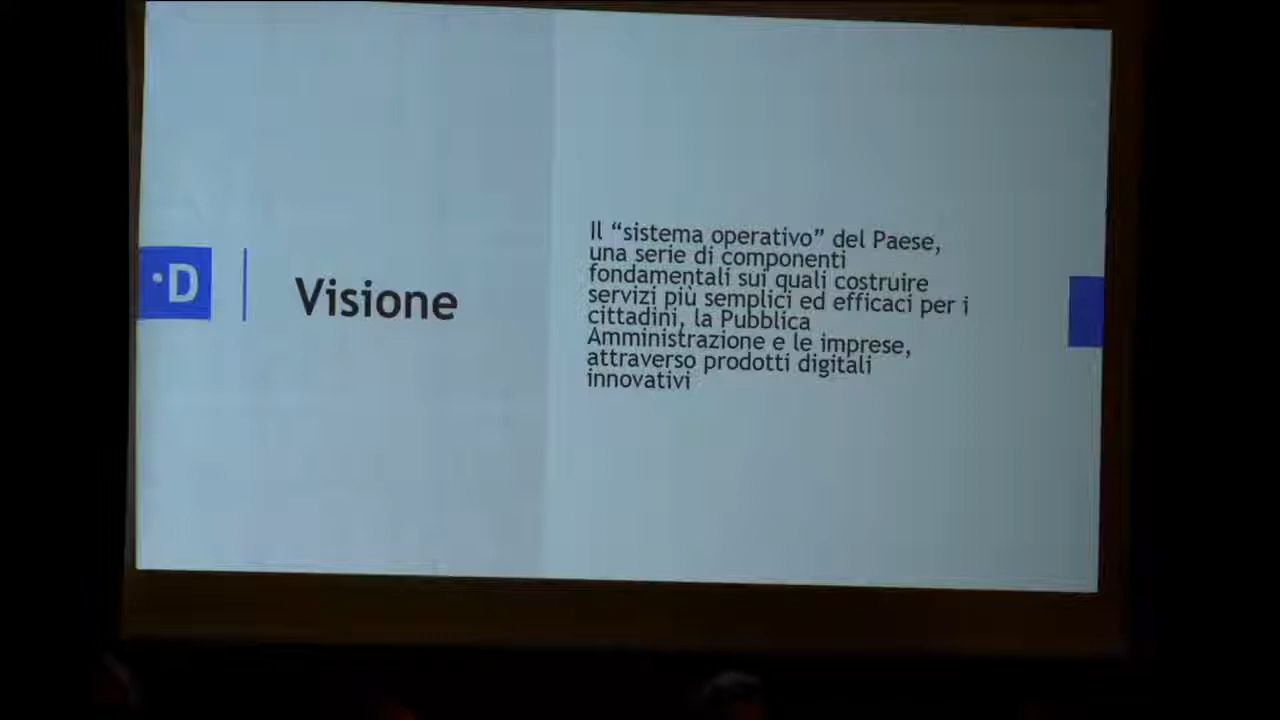 ·D
Visione
Il “sistema operativo” del Paese,
una serie di componenti
fondamentali sui quali costruire
servizi più semplici ed efficaci per i
cittadini, la Pubblica
Amministrazione e le imprese,
attraverso prodotti digitali
innovativi